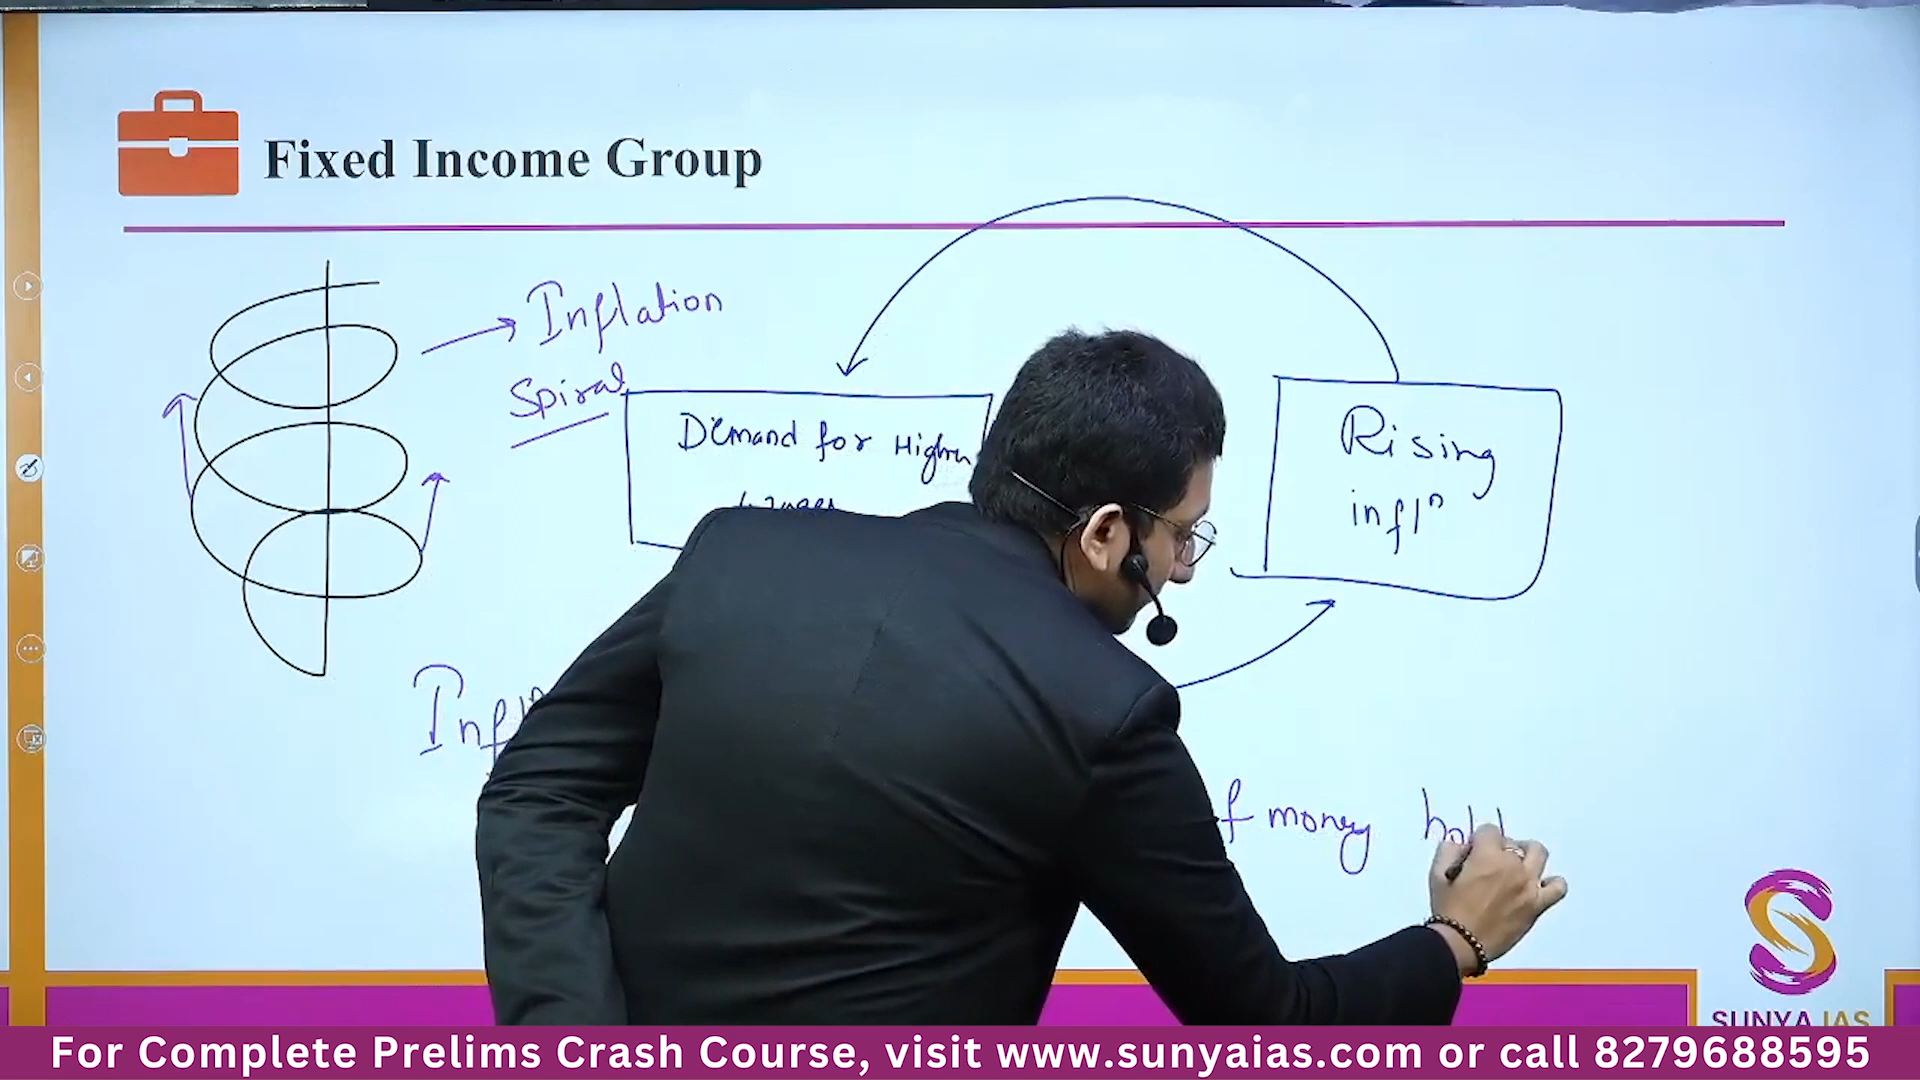 Fixed Income Group
Inflation
Spiral
Demand for Higher
wages
Rising
infln
Infln
f money hold
SUNYA IAS
For Complete Prelims Crash Course, visit www.sunyaias.com or call 8279688595